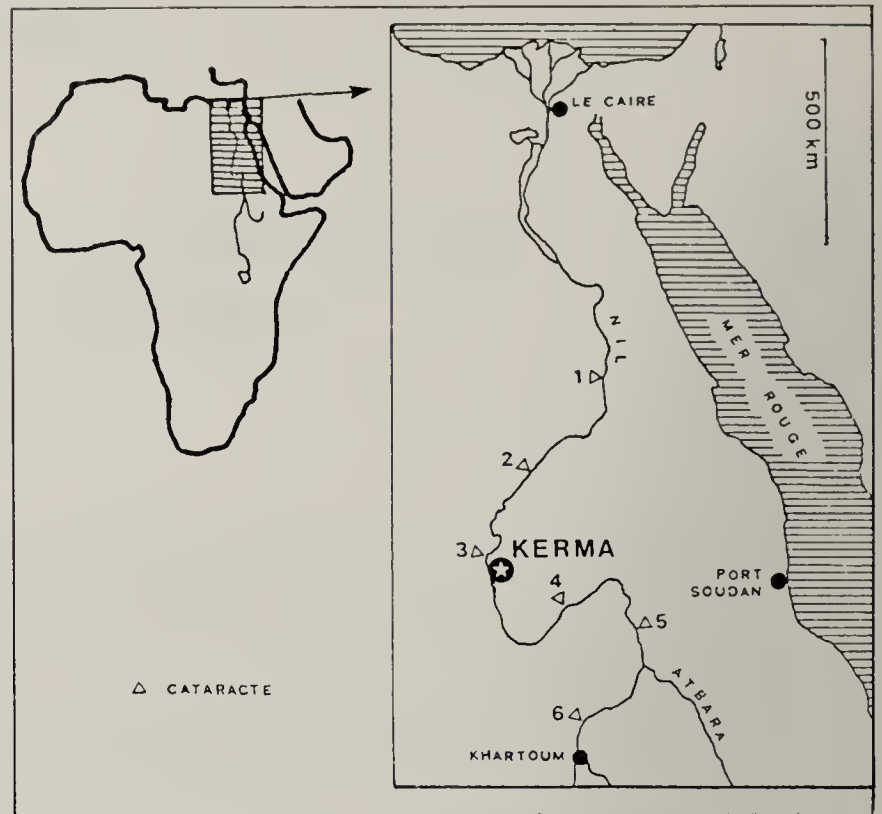 LE CAIRE
500 km
NIL
MER ROUGE
1
2
3
KERMA
4
5
PORT
SOUDAN
ATBARA
6
KHARTOUM
△ CATARACTE